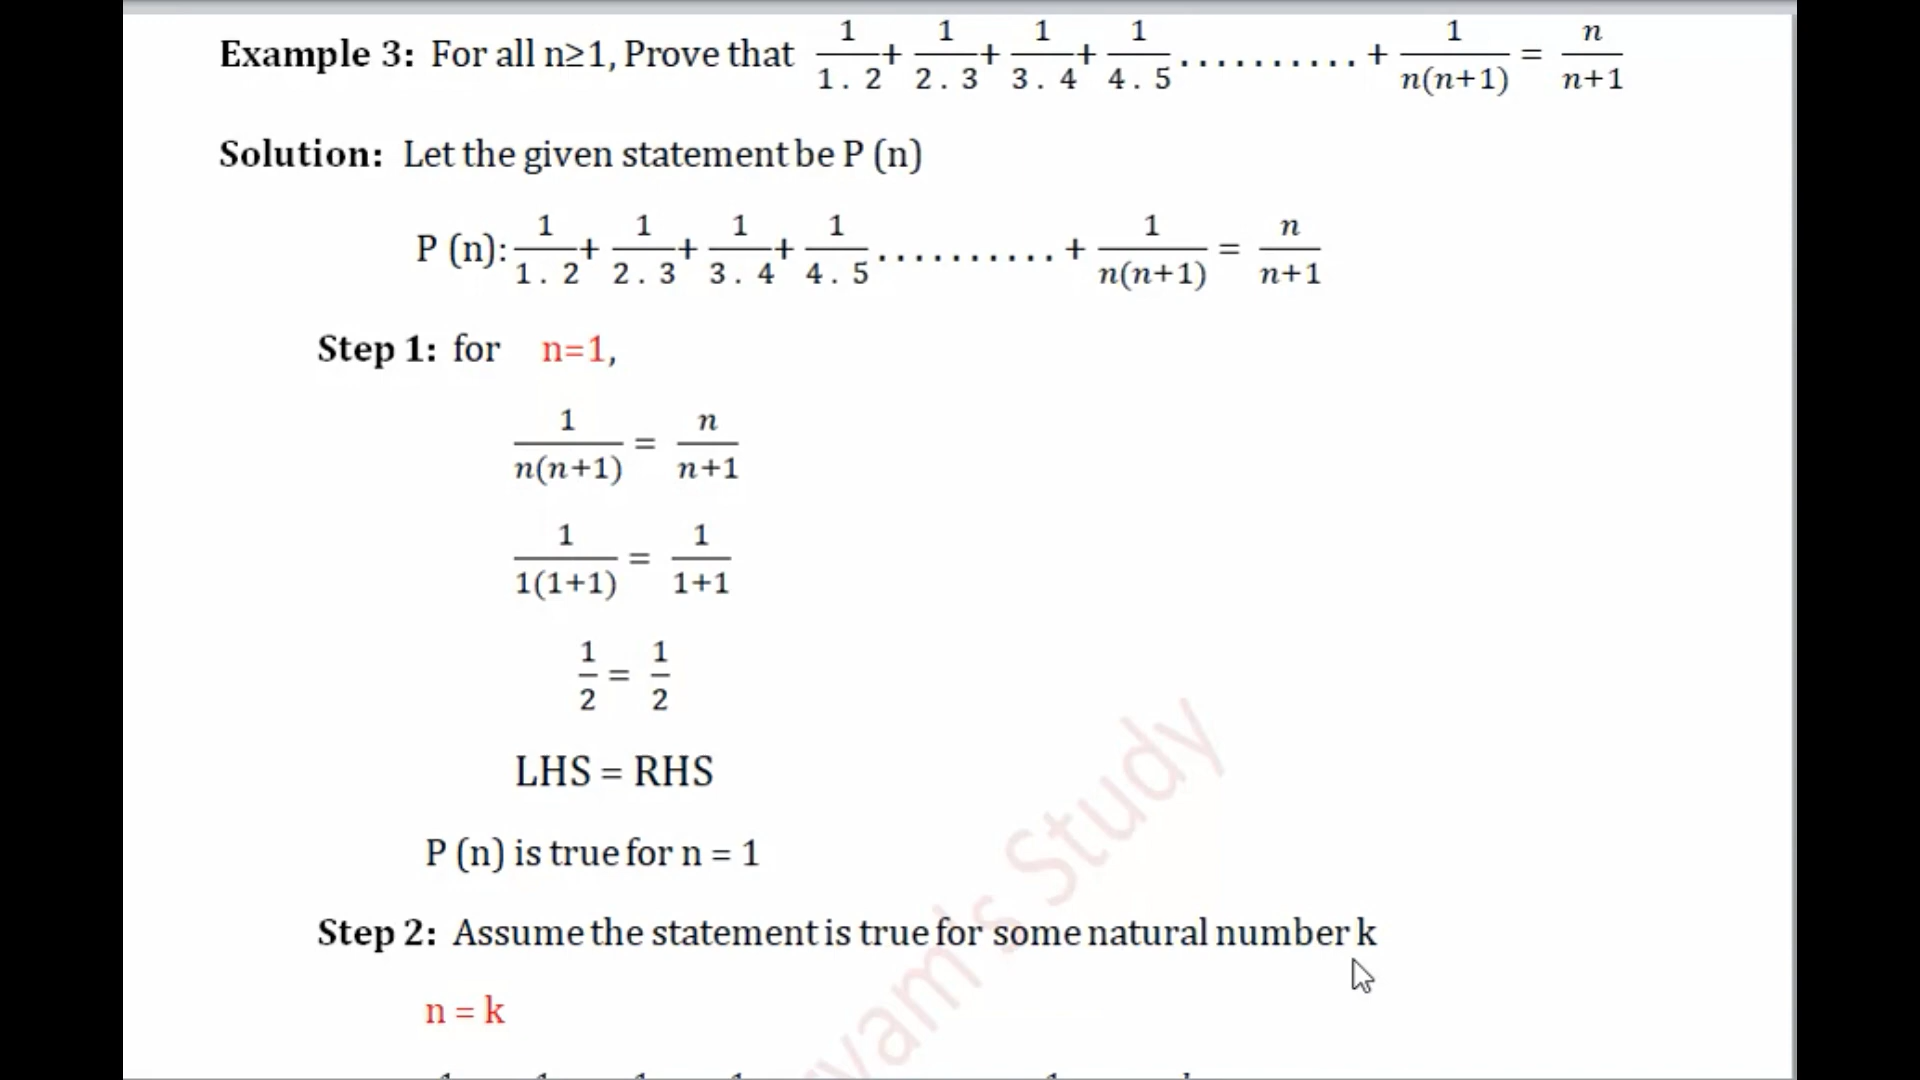 Example 3: For all n≥1, Prove that 1/1 . 2 + 1/2 . 3 + 1/3 . 4 + 1/4 . 5 .......... + 1/n(n+1) = n/n+1
Solution: Let the given statement be P (n)
P (n): 1/1 . 2 + 1/2 . 3 + 1/3 . 4 + 1/4 . 5 .......... + 1/n(n+1) = n/n+1
Step 1: for n=1,
1/n(n+1) = n/n+1
1/1(1+1) = 1/1+1
1/2 = 1/2
LHS = RHS
P (n) is true for n = 1
Step 2: Assume the statement is true for some natural number k
n = k
Study